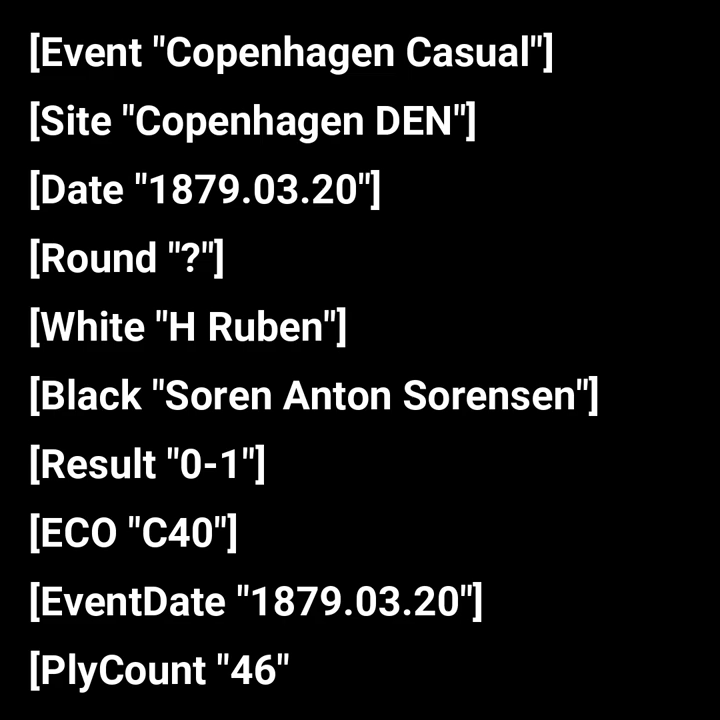 [Event "Copenhagen Casual"]
[Site "Copenhagen DEN"]
[Date "1879.03.20"]
[Round "?"]
[White "H Ruben"]
[Black "Soren Anton Sorensen"]
[Result "0-1"]
[ECO "C40"]
[EventDate "1879.03.20"]
[PlyCount "46"